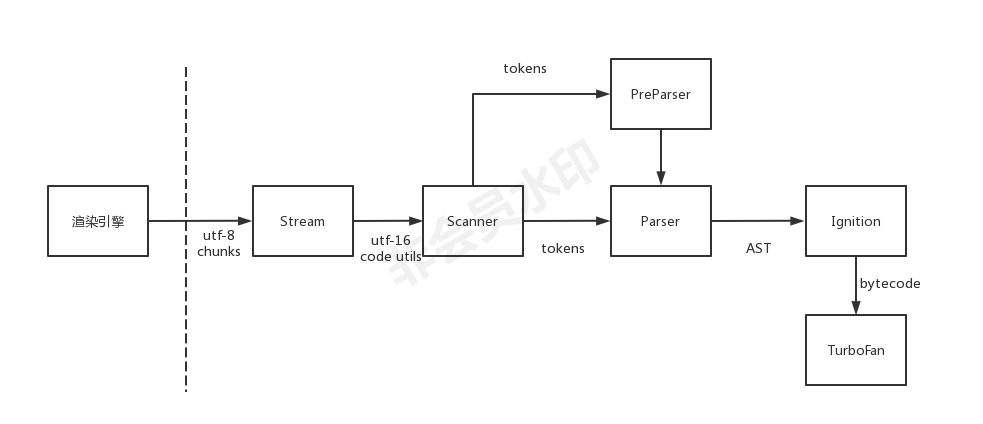 tokens
PreParser
渲染引擎
utf-8
chunks
Stream
utf-16
code utils
Scanner
tokens
Parser
AST
Ignition
bytecode
TurboFan
非会员水印